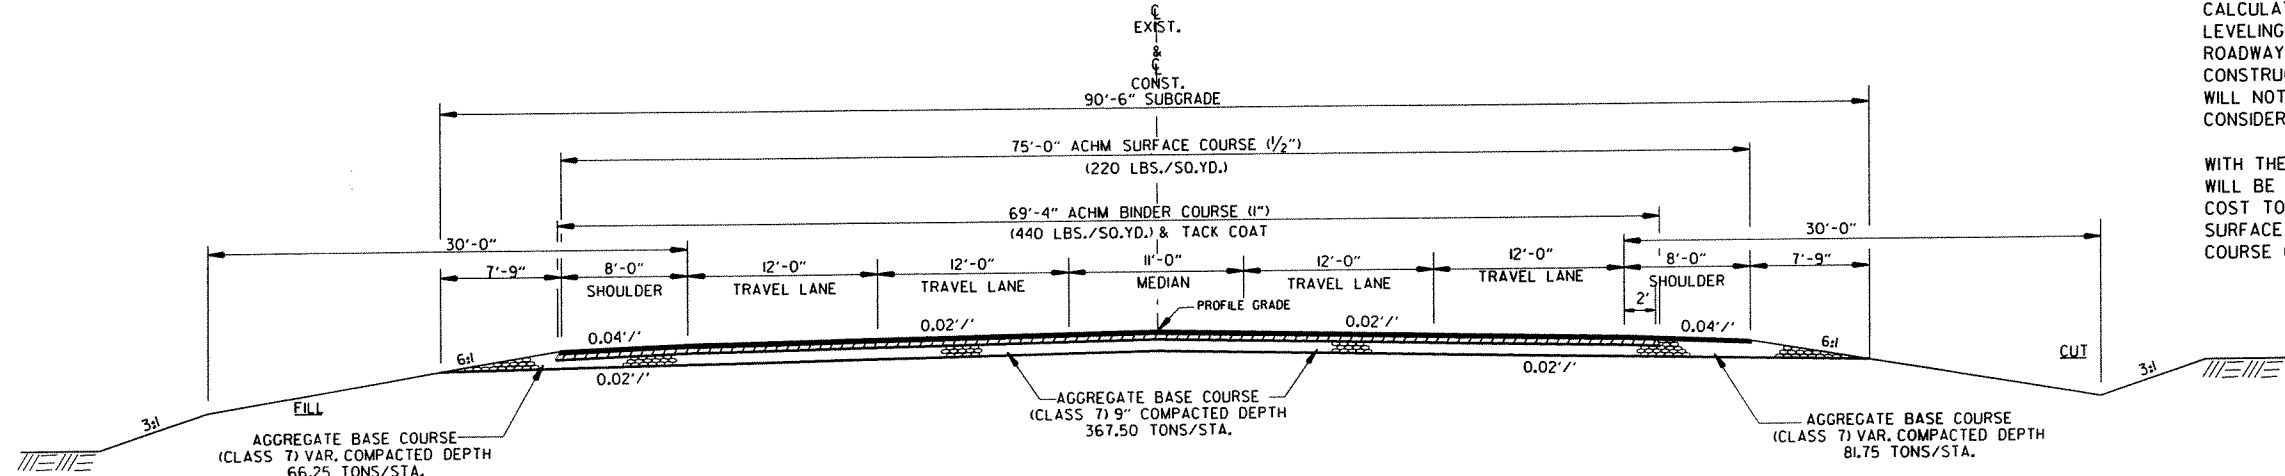 ℄
EXIST.
&
℄
CONST.
90'-6" SUBGRADE
75'-0" ACHM SURFACE COURSE (1/2")
(220 LBS./SQ.YD.)
69'-4" ACHM BINDER COURSE (1")
(440 LBS./SQ.YD.) & TACK COAT
30'-0"
30'-0"
7'-9"
8'-0"
SHOULDER
12'-0"
TRAVEL LANE
12'-0"
TRAVEL LANE
11'-0"
MEDIAN
12'-0"
TRAVEL LANE
12'-0"
TRAVEL LANE
8'-0"
SHOULDER
7'-9"
2'
PROFILE GRADE
0.04'/'
0.02'/'
0.02'/'
0.04'/'
6:1
6:1
0.02'/'
0.02'/'
FILL
CUT
3:1
3:1
AGGREGATE BASE COURSE
(CLASS 7) VAR. COMPACTED DEPTH
66.25 TONS/STA.
AGGREGATE BASE COURSE
(CLASS 7) 9" COMPACTED DEPTH
367.50 TONS/STA.
AGGREGATE BASE COURSE
(CLASS 7) VAR. COMPACTED DEPTH
81.75 TONS/STA.
LEVELING
ROADWAY
WILL NOT
WITH THE
WILL BE
COST TO
SURFACE
COURSE